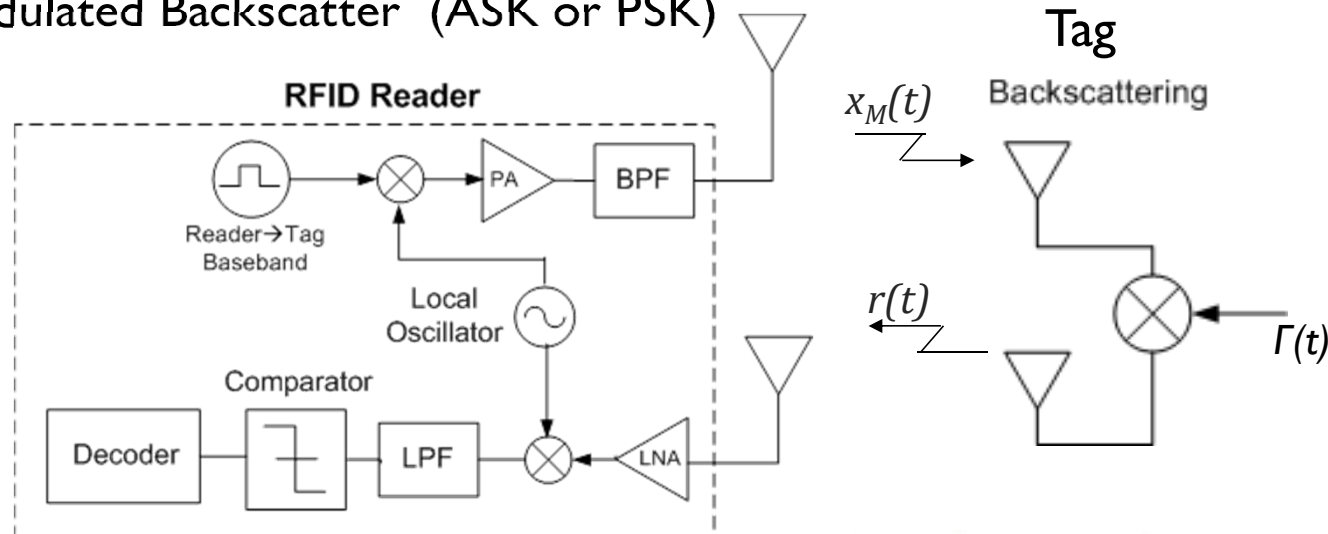 Backscatter (ASK or PSK)
Tag
Backscattering
RFID Reader
x_M(t)
PA
BPF
Reader→Tag
Baseband
Local
Oscillator
r(t)
Γ(t)
Comparator
Decoder
LPF
LNA